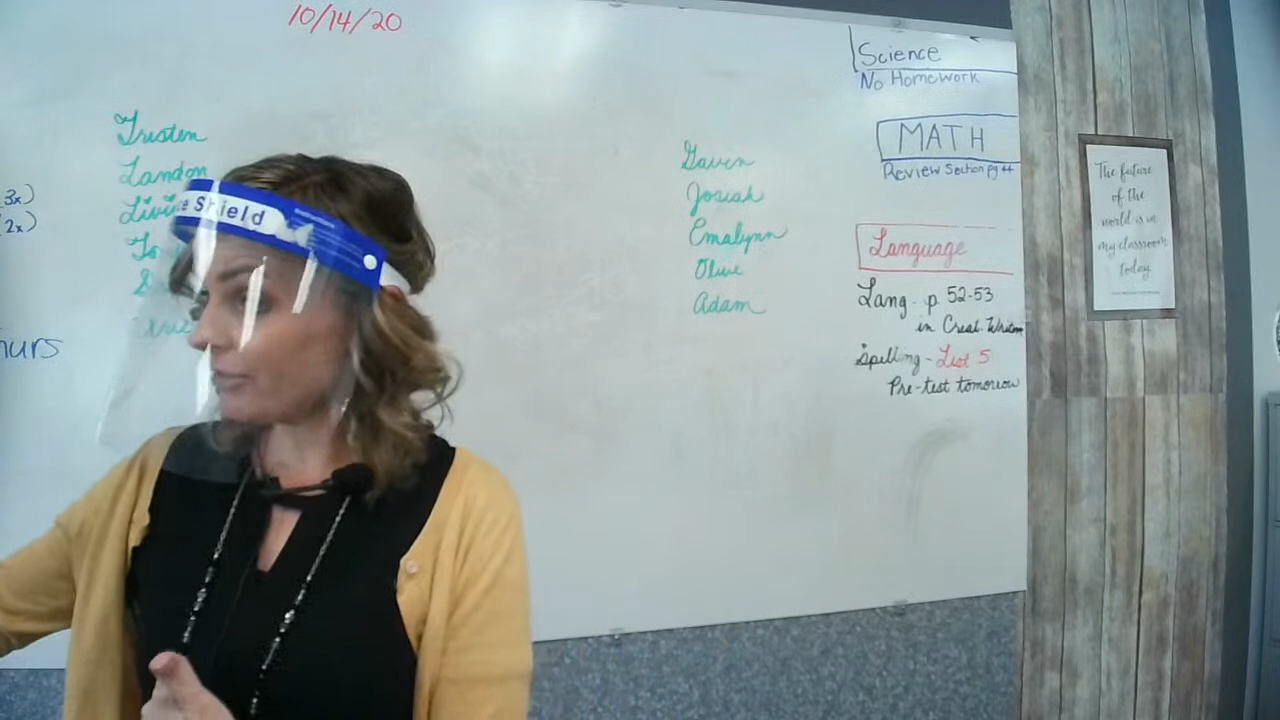 10/14/20
Tristen
Landon
3x)
2x)
hurs
Shield
Gaven
Josiah
Emalynn
Olive
Adam
Science
No Homework
MATH
Review Section pg
Language
Lang - p. 52-53
in Creat.
Spelling - List 5
Pre-test tomorrow
The future
of the
world is in
my classroom
today.